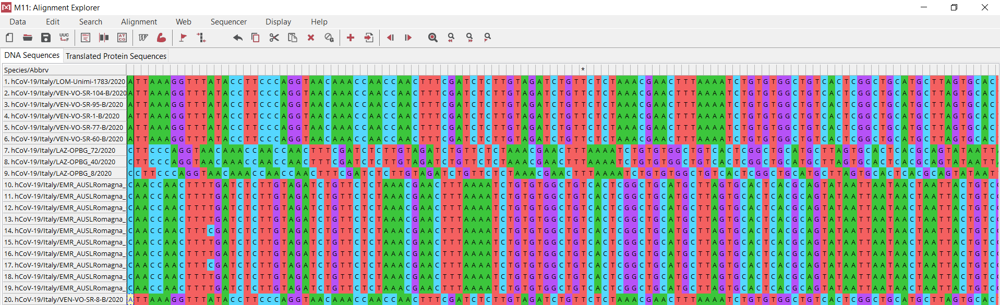 M11: Alignment Explorer
Data Edit Search Alignment Web Sequencer Display Help
DNA Sequences Translated Protein Sequences
Species/Abbrv *
1. hCoV-19/Italy/LOM-Unimi-1783/2020 ATTAAAGGTTTATACCTTCCCAGGTAACAAACCAACCAACTTTCGATCTCTTGTAGATCTGTTCTCTAAACGAACTTTAAAATCTGTGTGGCTGTCACTCGGCTGCATGCTTAGTGCAC
2. hCoV-19/Italy/VEN-VO-SR-104-B/2020 ATTAAAGGTTTATACCTTCCCAGGTAACAAACCAACCAACTTTCGATCTCTTGTAGATCTGTTCTCTAAACGAACTTTAAAATCTGTGTGGCTGTCACTCGGCTGCATGCTTAGTGCAC
3. hCoV-19/Italy/VEN-VO-SR-95-B/2020 ATTAAAGGTTTATACCTTCCCAGGTAACAAACCAACCAACTTTCGATCTCTTGTAGATCTGTTCTCTAAACGAACTTTAAAATCTGTGTGGCTGTCACTCGGCTGCATGCTTAGTGCAC
4. hCoV-19/Italy/VEN-VO-SR-1-B/2020 ATTAAAGGTTTATACCTTCCCAGGTAACAAACCAACCAACTTTCGATCTCTTGTAGATCTGTTCTCTAAACGAACTTTAAAATCTGTGTGGCTGTCACTCGGCTGCATGCTTAGTGCAC
5. hCoV-19/Italy/VEN-VO-SR-77-B/2020 ATTAAAGGTTTATACCTTCCCAGGTAACAAACCAACCAACTTTCGATCTCTTGTAGATCTGTTCTCTAAACGAACTTTAAAATCTGTGTGGCTGTCACTCGGCTGCATGCTTAGTGCAC
6. hCoV-19/Italy/VEN-VO-SR-60-B/2020 ATTAAAGGTTTATACCTTCCCAGGTAACAAACCAACCAACTTTCGATCTCTTGTAGATCTGTTCTCTAAACGAACTTTAAAATCTGTGTGGCTGTCACTCGGCTGCATGCTTAGTGCAC
7. hCoV-19/Italy/LAZ-OPBG_72/2020 CTTCCCAGGTAACAAACCAACCAACTTTCGATCTCTTGTAGATCTGTTCTCTAAACGAACTTTAAAATCTGTGTGGCTGTCACTCGGCTGCATGCTTAGTGCACTCACGCAGTATAATT
8. hCoV-19/Italy/LAZ-OPBG_40/2020 CTTCCCAGGTAACAAACCAACCAACTTTCGATCTCTTGTAGATCTGTTCTCTAAACGAACTTTAAAATCTGTGTGGCTGTCACTCGGCTGCATGCTTAGTGCACTCACGCAGTATAATT
9. hCoV-19/Italy/LAZ-OPBG_8/2020 CCTTCCCAGGTAACAAACCAACCAACTTTCGATCTCTTGTAGATCTGTTCTCTAAACGAACTTTAAAATCTGTGTGGCTGTCACTCGGCTGCATGCTTAGTGCACTCACGCAGTATAAT
10. hCoV-19/Italy/EMR_AUSLRomagna_ CAACCAACTTTTGATCTCTTGTAGATCTGTTCTCTAAACGAACTTTAAAATCTGTGTGGCTGTCACTCGGCTGCATGCTTAGTGCACTCACGCAGTATAATTAATAACTAATTACTGTC
11. hCoV-19/Italy/EMR_AUSLRomagna_ CAACCAACTTTTGATCTCTTGTAGATCTGTTCTCTAAACGAACTTTAAAATCTGTGTGGCTGTCACTCGGCTGCATGCTTAGTGCACTCACGCAGTATAATTAATAACTAATTACTGTC
12. hCoV-19/Italy/EMR_AUSLRomagna_ CAACCAACTTTTGATCTCTTGTAGATCTGTTCTCTAAACGAACTTTAAAATCTGTGTGGCTGTCACTCGGCTGCATGCTTAGTGCACTCACGCAGTATAATTAATAACTAATTACTGTC
13. hCoV-19/Italy/EMR_AUSLRomagna_ CAACCAACTTTTGATCTCTTGTAGATCTGTTCTCTAAACGAACTTTAAAATCTGTGTGGCTGTCACTCGGCTGCATGCTTAGTGCACTCACGCAGTATAATTAATAACTAATTACTGTC
14. hCoV-19/Italy/EMR_AUSLRomagna_ CAACCAACTTTCGATCTCTTGTAGATCTGTTCTCTAAACGAACTTTAAAATCTGTGTGGCTGTCACTCGGCTGCATGCTTAGTGCACTCACGCAGTATAATTAATAACTAATTACTGTC
15. hCoV-19/Italy/EMR_AUSLRomagna_ CAACCAACTTTTGATCTCTTGTAGATCTGTTCTCTAAACGAACTTTAAAATCTGTGTGGCTGTCACTCGGCTGCATGCTTAGTGCACTCACGCAGTATAATTAATAACTAATTACTGTC
16. hCoV-19/Italy/EMR_AUSLRomagna_ CAACCAACTTTTGATCTCTTGTAGATCTGTTCTCTAAACGAACTTTAAAATCTGTGTGGCTGTCACTCGGCTGCATGCTTAGTGCACTCACGCAGTATAATTAATAACTAATTACTGTC
17. hCoV-19/Italy/EMR_AUSLRomagna_ CAACCAACTTTCGATCTCTTGTAGATCTGTTCTCTAAACGAACTTTAAAATCTGTGTGGCTGTCACTCGGCTGCATGCTTAGTGCACTCACGCAGTATAATTAATAACTAATTACTGTC
18. hCoV-19/Italy/EMR_AUSLRomagna_ CAACCAACTTTTGATCTCTTGTAGATCTGTTCTCTAAACGAACTTTAAAATCTGTGTGGCTGTCACTCGGCTGCATGCTTAGTGCACTCACGCAGTATAATTAATAACTAATTACTGTC
19. hCoV-19/Italy/EMR_AUSLRomagna_ CAACCAACTTTTGATCTCTTGTAGATCTGTTCTCTAAACGAACTTTAAAATCTGTGTGGCTGTCACTCGGCTGCATGCTTAGTGCACTCACGCAGTATAATTAATAACTAATTACTGTC
20. hCoV-19/Italy/VEN-VO-SR-8-B/2020 ATTAAAGGTTTATACCTTCCCAGGTAACAAACCAACCAACTTTCGATCTCTTGTAGATCTGTTCTCTAAACGAACTTTAAAATCTGTGTGGCTGTCACTCGGCTGCATGCTTAGTGCAC